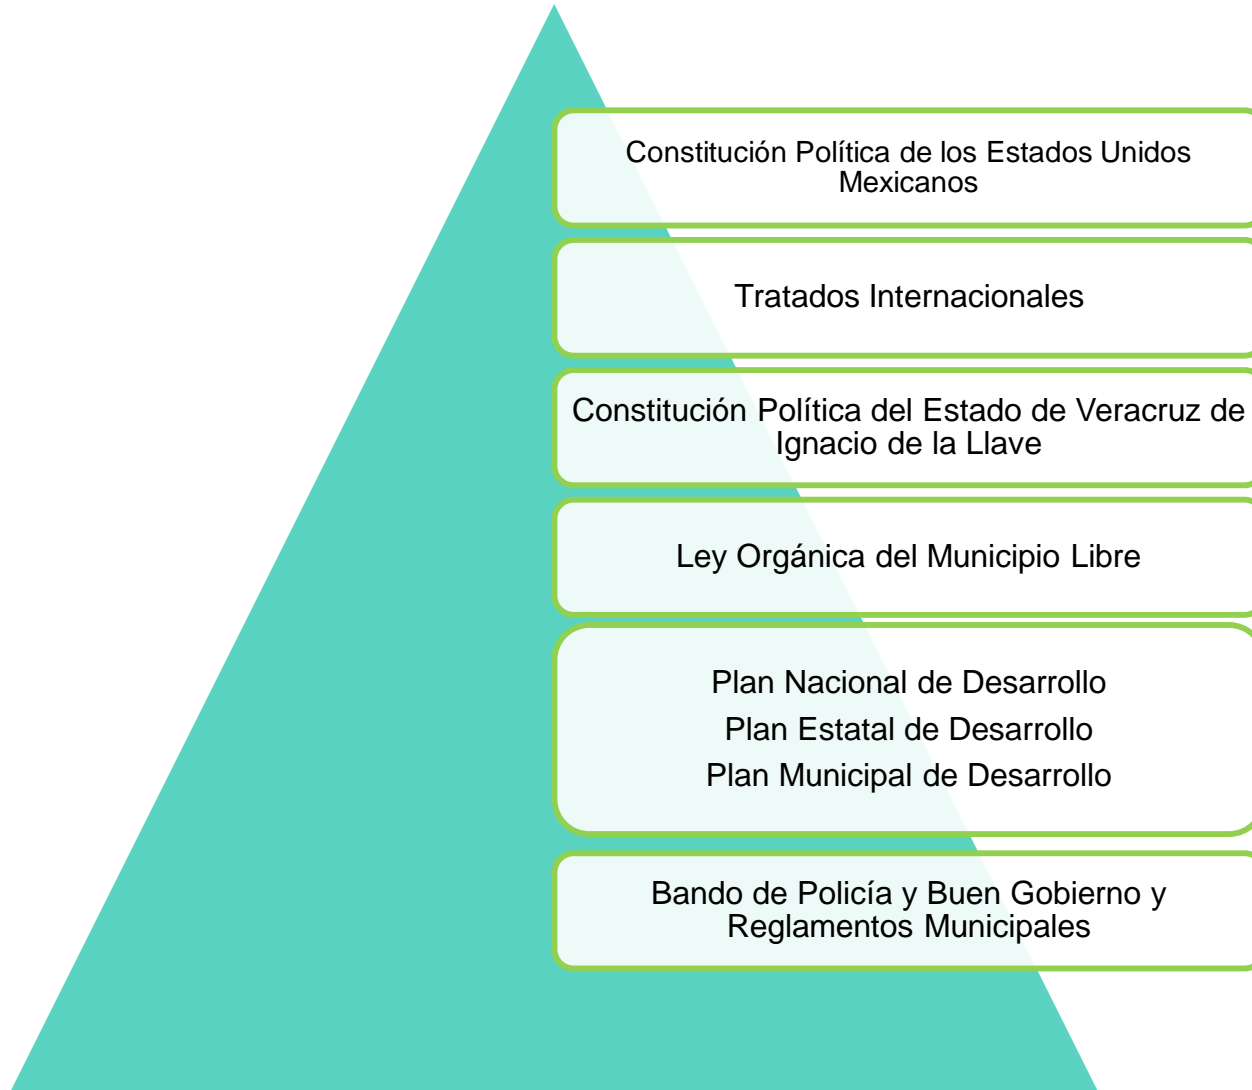 Constitución Política de los Estados Unidos
Mexicanos
Tratados Internacionales
Constitución Política del Estado de Veracruz de
Ignacio de la Llave
Ley Orgánica del Municipio Libre
Plan Nacional de Desarrollo
Plan Estatal de Desarrollo
Plan Municipal de Desarrollo
Bando de Policía y Buen Gobierno y
Reglamentos Municipales